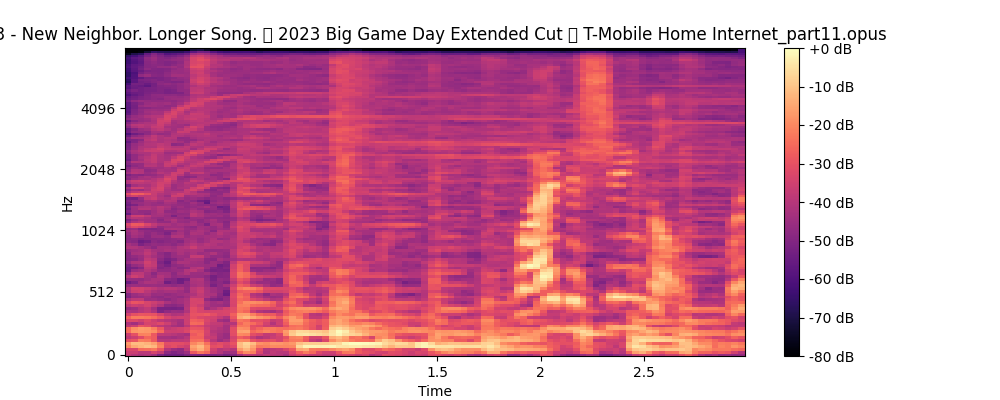 3 - New Neighbor. Longer Song. 2023 Big Game Day Extended Cut T-Mobile Home Internet_part11.opus
Hz
4096
2048
1024
512
0
0
0.5
1
1.5
2
2.5
Time
+0 dB
-10 dB
-20 dB
-30 dB
-40 dB
-50 dB
-60 dB
-70 dB
-80 dB